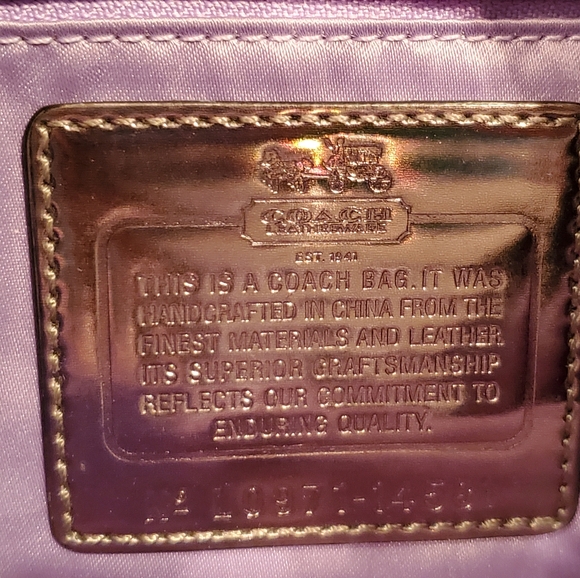 COACH
LEATHERWARE
EST. 1941
THIS IS A COACH BAG. IT WAS
HANDCRAFTED IN CHINA FROM THE
FINEST MATERIALS AND LEATHER
ITS SUPERIOR CRAFTSMANSHIP
REFLECTS OUR COMMITMENT TO
ENDURING QUALITY.
Nº